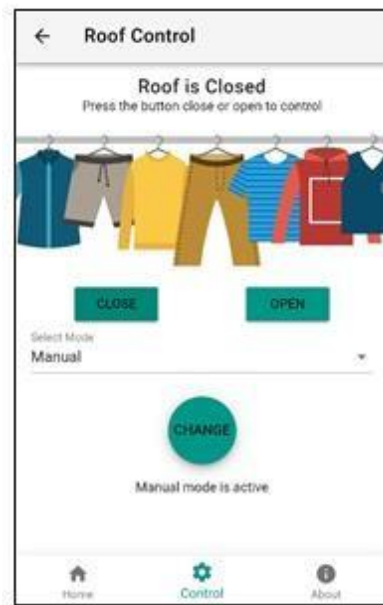 Roof Control
Roof is Closed
Press the button close or open to control
CLOSE OPEN
Select Mode
Manual
CHANGE
Manual mode is active
Home Control About